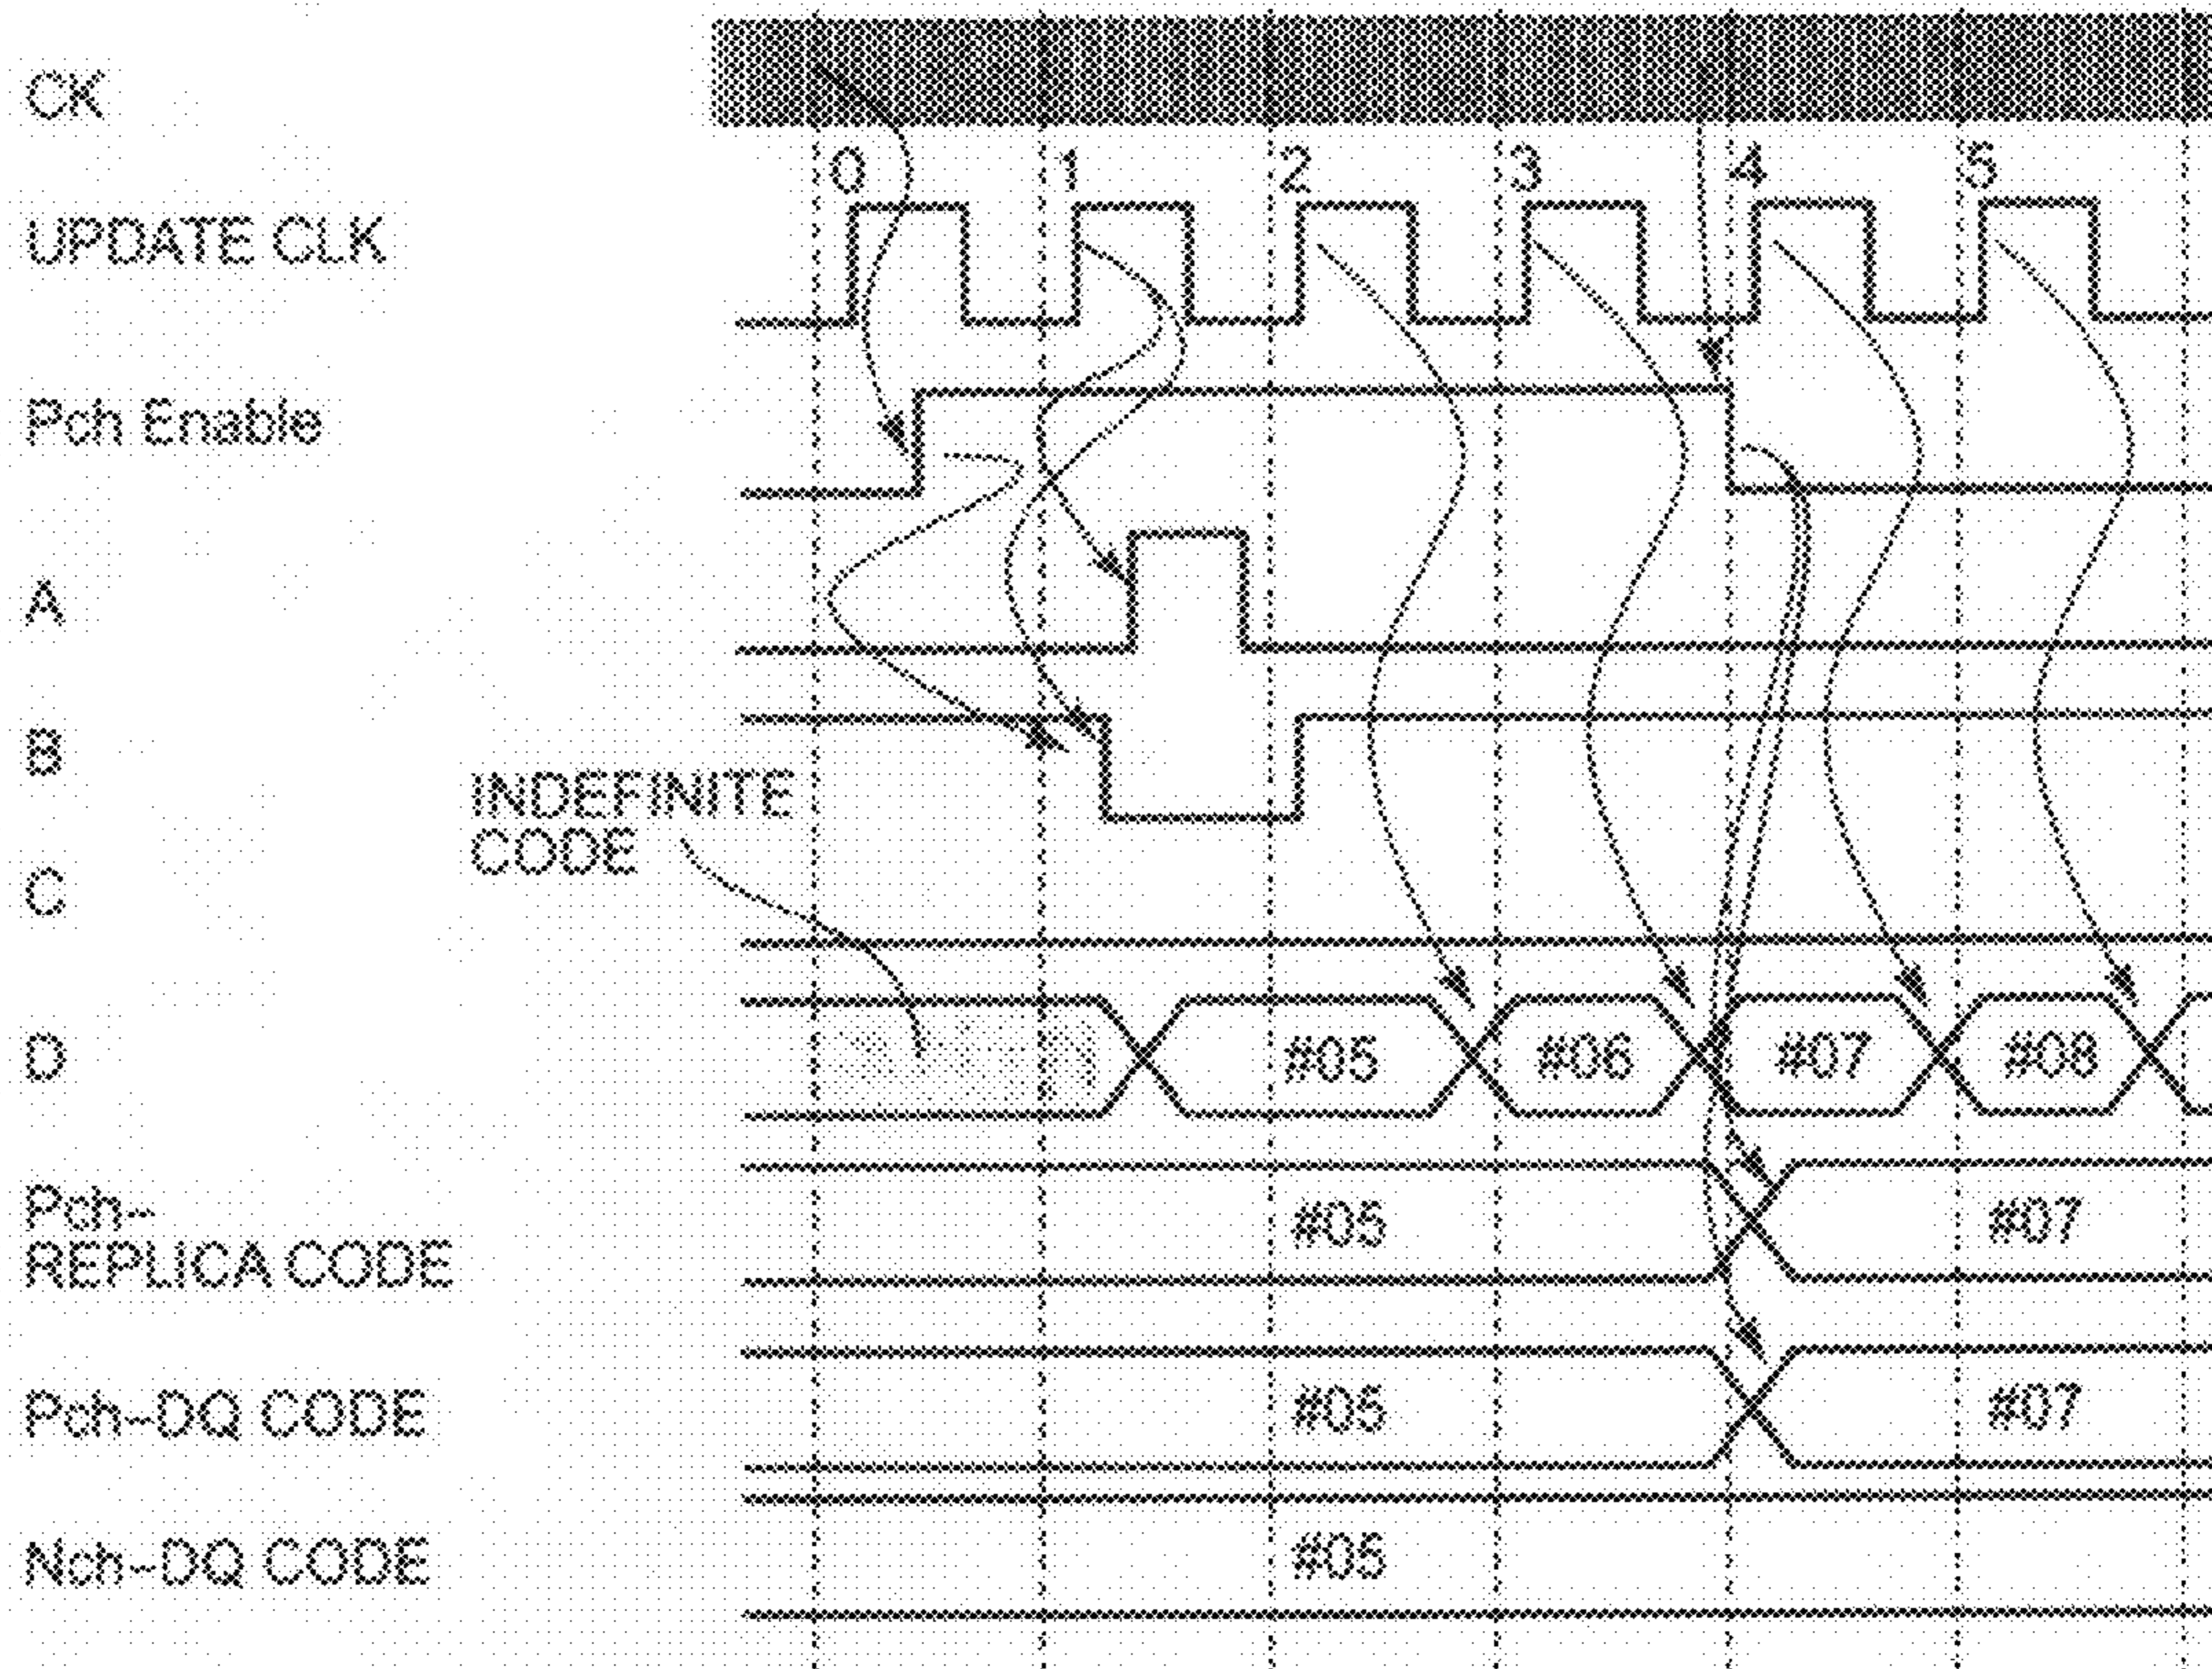 CK
0 1 2 3 4 5
UPDATE CLK
Pch Enable
A
B
INDEFINITE
CODE
C
D
#05 #06 #07 #08
Pch-
REPLICA CODE
#05 #07
Pch-DQ CODE
#05 #07
Nch-DQ CODE
#05